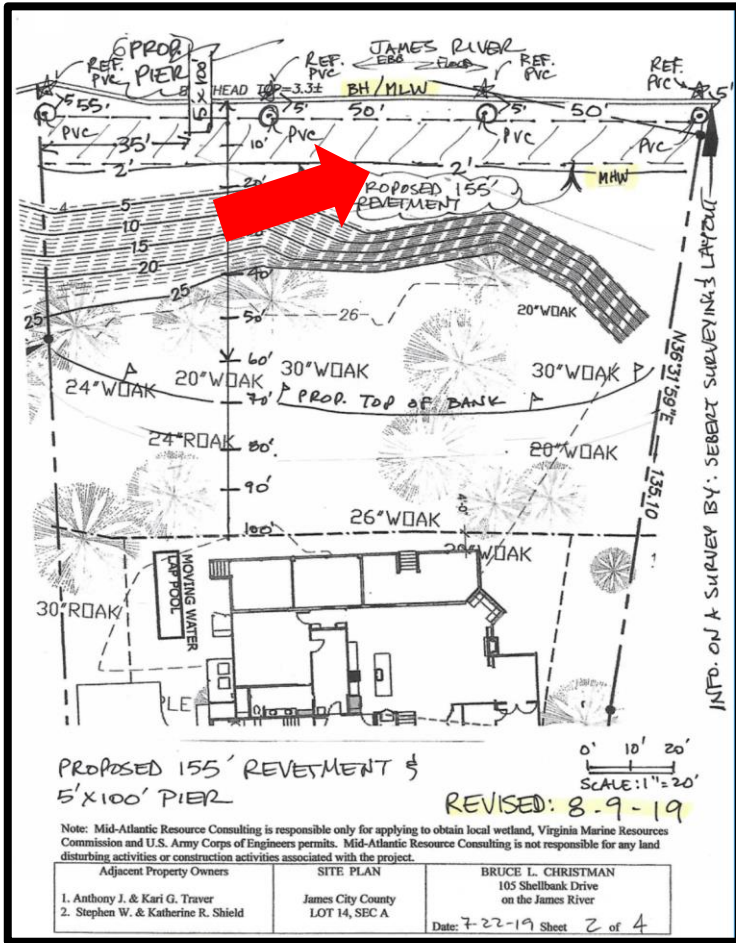 6 PROP.
PIER
5'X100'
REF.
PVC
REF.
PVC
JAMES RIVER
EBB
FLOOD
REF.
PVC
REF.
PVC
HEAD TOP=3.3±
BH/MLW
5'
55'
5'
50'
5'
50'
5'
PVC
PVC
PVC
PVC
35'
10'
2'
2'
MHW
20'
ROPOSED 155'
REVETMENT
4
5
10
15
20
25
25
40'
50'
26
20"WOAK
60'
24"WOAK
20"WOAK
30"WOAK
30"WOAK
70'
PROP. TOP OF BANK
24"ROAK
80'
20"WOAK
90'
4'-0"
100'
26"WOAK
WOAK
N36°31'59"E
135.10
30"ROAK
MOVING WATER
LAP POOL
PLE
INFO. ON A SURVEY BY: SEBERT SURVEYING & LAYOUT
0' 10' 20'
SCALE: 1"=20'
PROPOSED 155' REVETMENT &
5'X100' PIER
REVISED: 8-9-19
Note: Mid-Atlantic Resource Consulting is responsible only for applying to obtain local wetland, Virginia Marine Resources
Commission and U.S. Army Corps of Engineers permits. Mid-Atlantic Resource Consulting is not responsible for any land
disturbing activities or construction activities associated with the project.
Adjacent Property Owners
1. Anthony J. & Kari G. Traver
2. Stephen W. & Katherine R. Shield
SITE PLAN
James City County
LOT 14, SEC A
BRUCE L. CHRISTMAN
105 Shellbank Drive
on the James River
Date: 7-22-19 Sheet 2 of 4